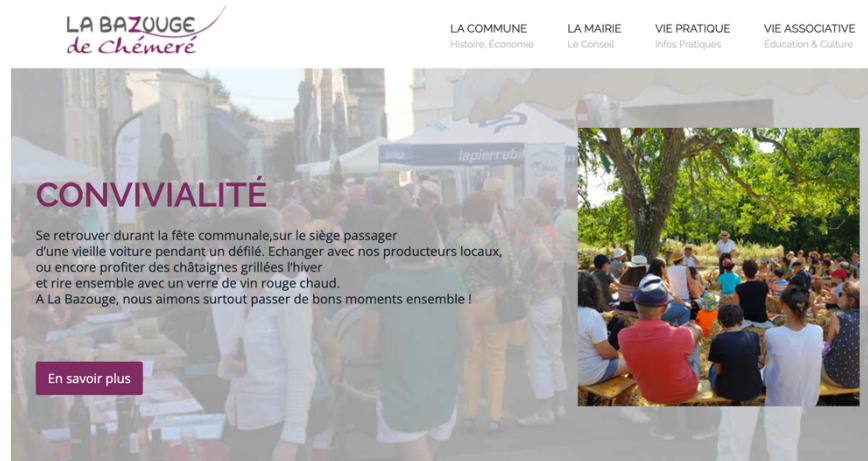 LA BAZOUGE
de Chémeré
LA COMMUNE
Histoire, Économie
LA MAIRIE
Le Conseil
VIE PRATIQUE
Infos Pratiques
VIE ASSOCIATIVE
Éducation & Culture
lapierrebi
CONVIVIALITÉ
Se retrouver durant la fête communale,sur le siège passager
d'une vieille voiture pendant un défilé. Echanger avec nos producteurs locaux,
ou encore profiter des châtaignes grillées l'hiver
et rire ensemble avec un verre de vin rouge chaud.
A La Bazouge, nous aimons surtout passer de bons moments ensemble !
En savoir plus